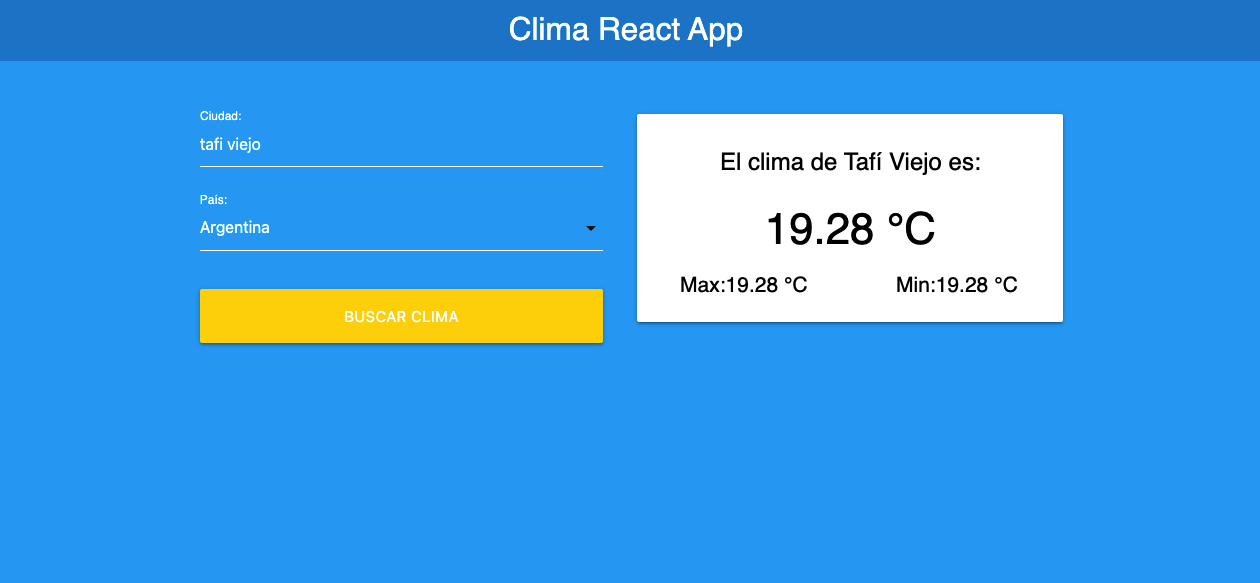 Clima React App
Ciudad:
tafi viejo
País:
Argentina
BUSCAR CLIMA
El clima de Tafí Viejo es:
19.28 °C
Max:19.28 °C
Min:19.28 °C